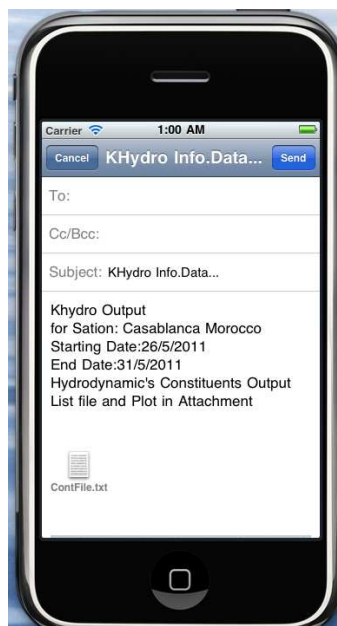 Carrier 1:00 AM
Cancel KHydro Info.Data... Send
To:
Cc/Bcc:
Subject: KHydro Info.Data...
Khydro Output
for Sation: Casablanca Morocco
Starting Date:26/5/2011
End Date:31/5/2011
Hydrodynamic's Constituents Output
List file and Plot in Attachment
ContFile.txt